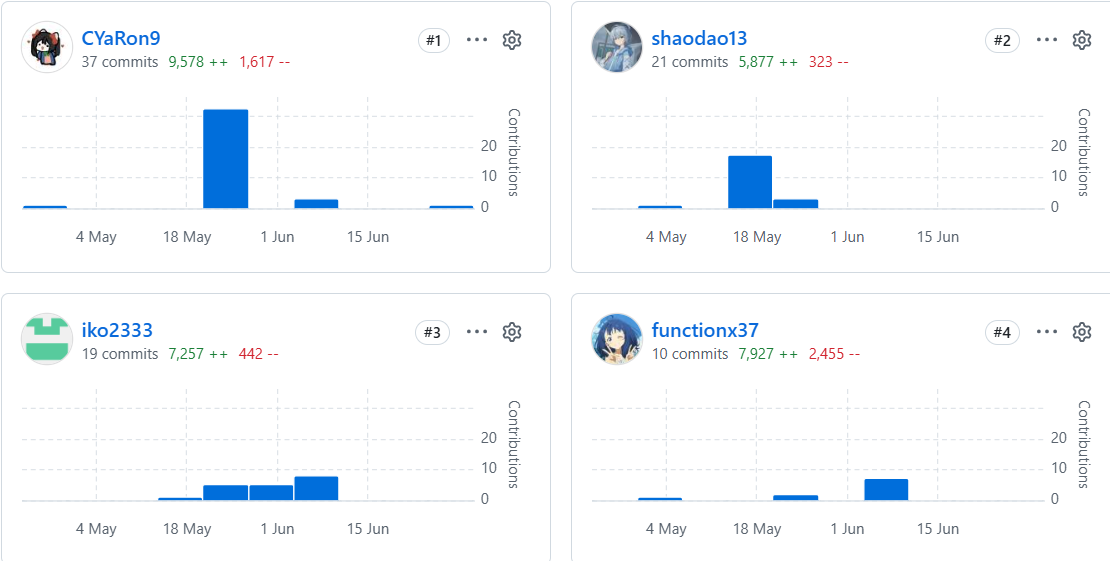 CYaRon9 #1
37 commits 9,578 ++ 1,617 --
Contributions
20
10
0
4 May 18 May 1 Jun 15 Jun
shaodao13 #2
21 commits 5,877 ++ 323 --
Contributions
20
10
0
4 May 18 May 1 Jun 15 Jun
iko2333 #3
19 commits 7,257 ++ 442 --
Contributions
20
10
0
4 May 18 May 1 Jun 15 Jun
functionx37 #4
10 commits 7,927 ++ 2,455 --
Contributions
20
10
0
4 May 18 May 1 Jun 15 Jun